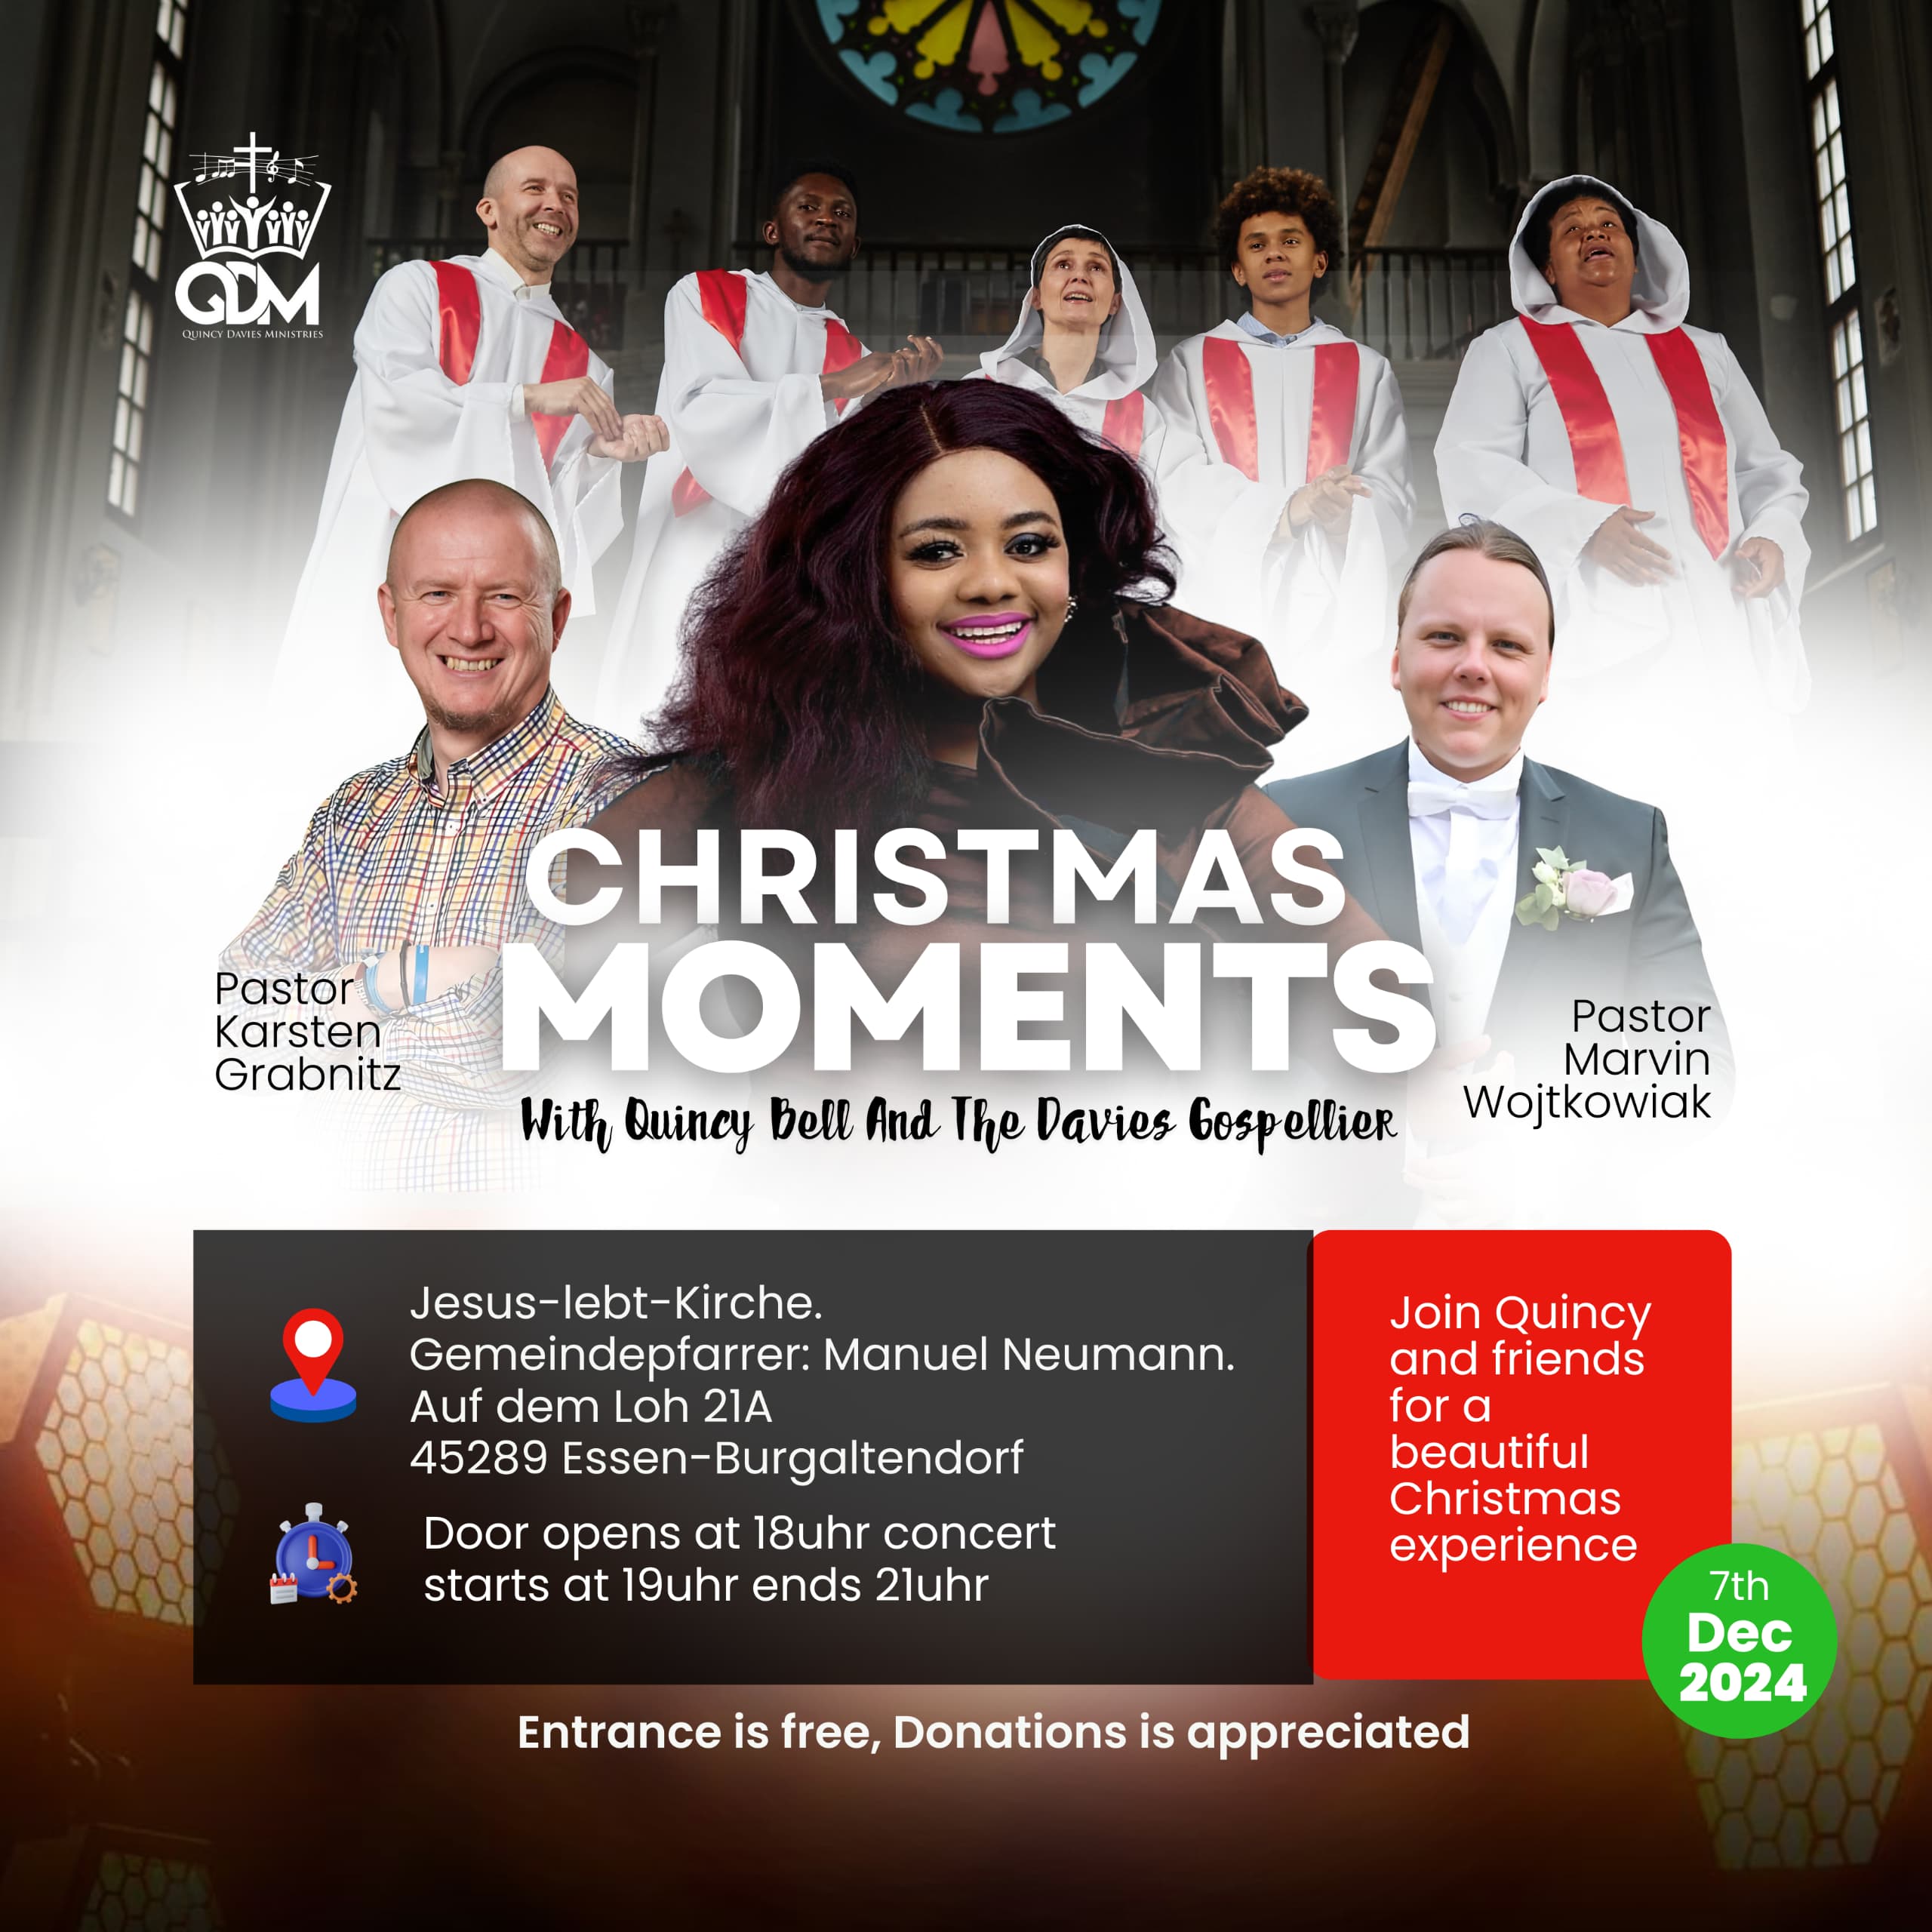 QDM
QUINCY DAVIES MINISTRIES
CHRISTMAS
MOMENTS
With Quincy Bell And The Davies Gospellier
Pastor
Karsten
Grabnitz
Pastor
Marvin
Wojtkowiak
Jesus-lebt-Kirche.
Gemeindepfarrer: Manuel Neumann.
Auf dem Loh 21A
45289 Essen-Burgaltendorf
Door opens at 18uhr concert
starts at 19uhr ends 21uhr
Join Quincy
and friends
for a
beautiful
Christmas
experience
7th
Dec
2024
Entrance is free, Donations is appreciated